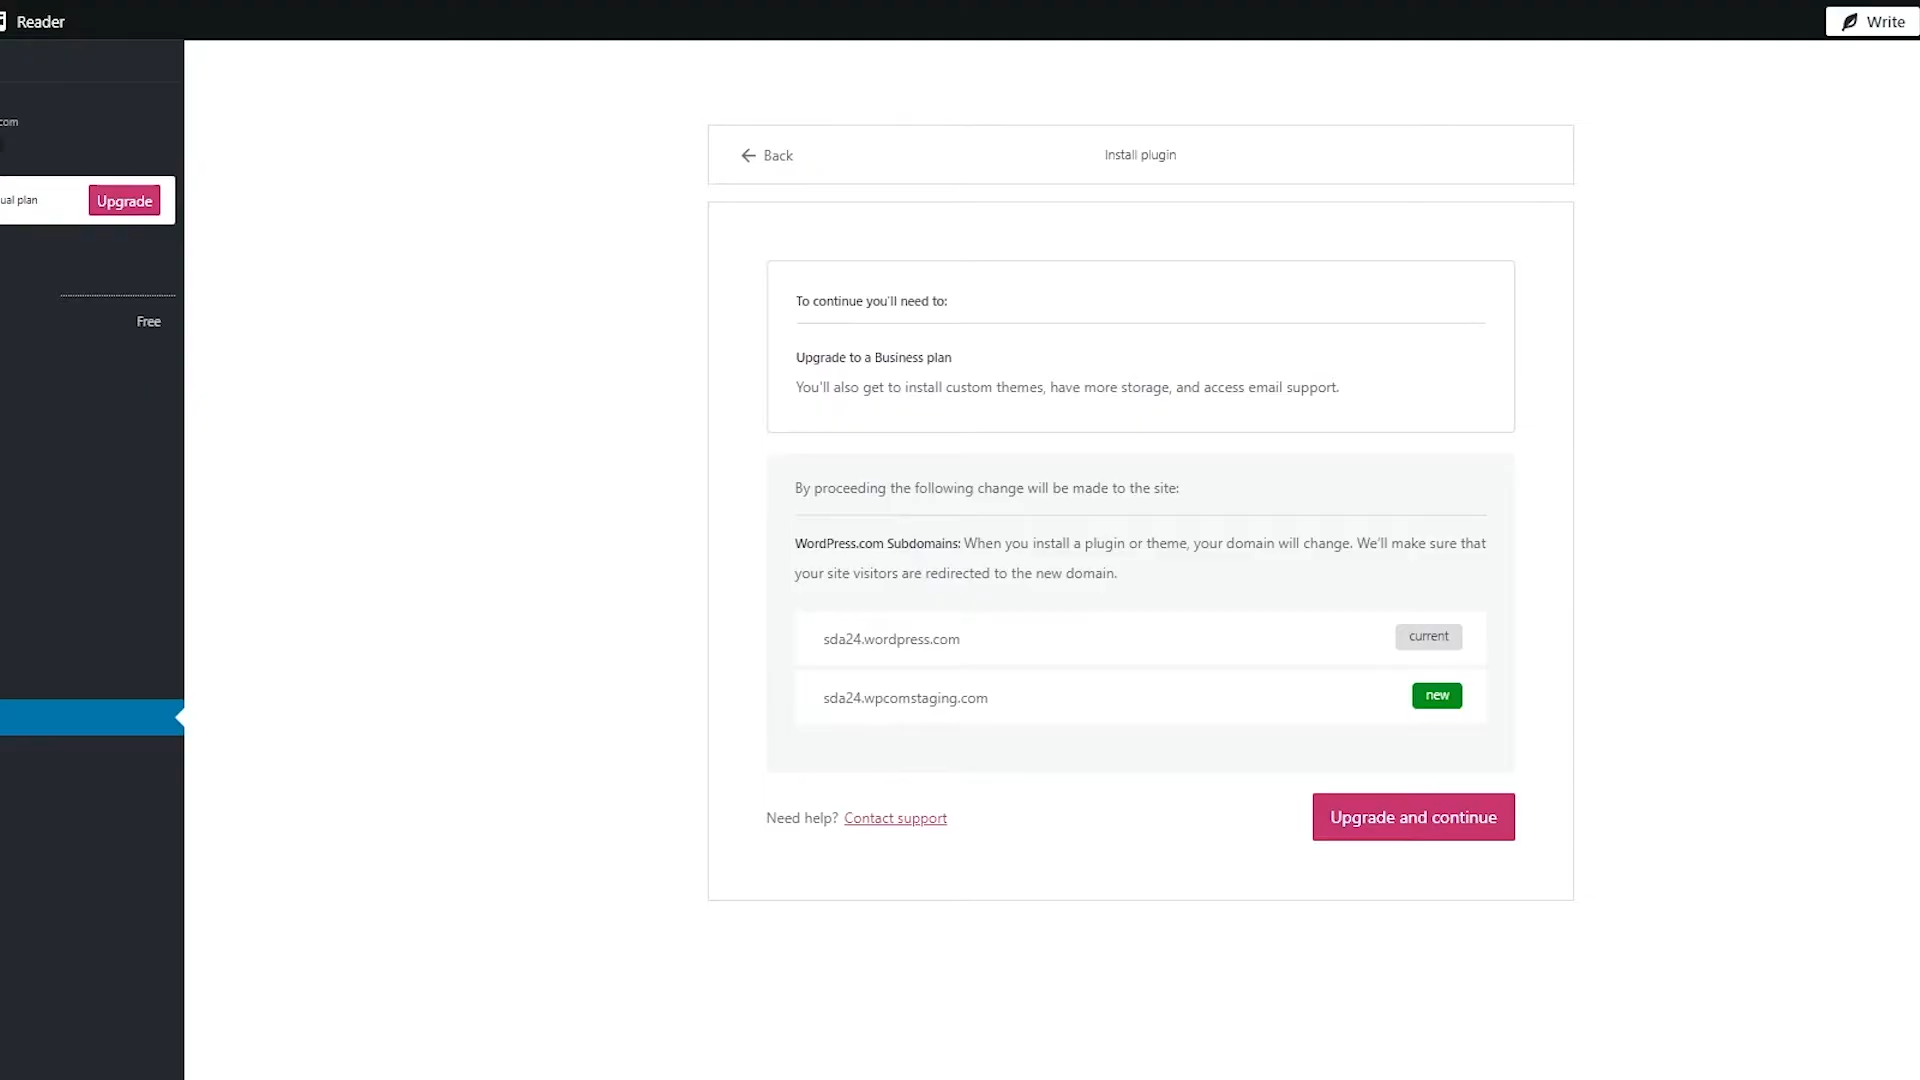 Reader
Write
com
ual plan
Upgrade
Free
Back
Install plugin
To continue you'll need to:
Upgrade to a Business plan
You'll also get to install custom themes, have more storage, and access email support.
By proceeding the following change will be made to the site:
WordPress.com Subdomains: When you install a plugin or theme, your domain will change. We'll make sure that
your site visitors are redirected to the new domain.
sda24.wordpress.com
current
sda24.wpcomstaging.com
new
Need help? Contact support
Upgrade and continue